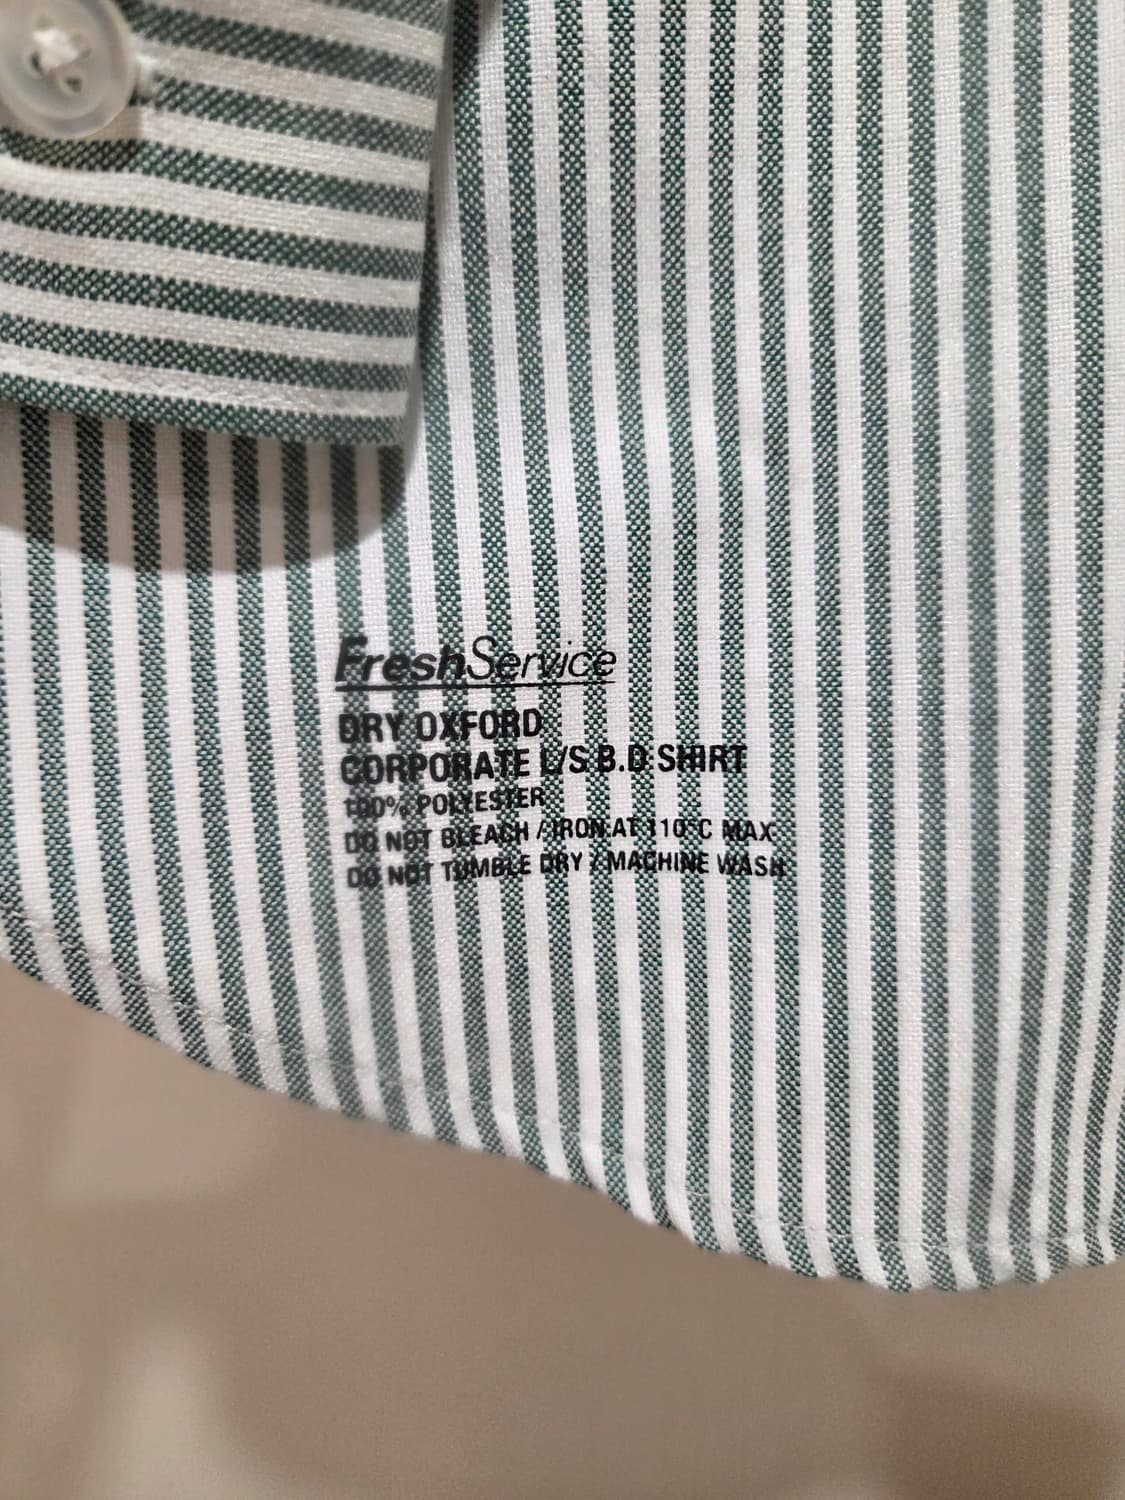 FreshService
DRY OXFORD
CORPORATE L/S B.D SHIRT
100% POLYESTER
DO NOT BLEACH / IRON AT 110°C MAX
DO NOT TUMBLE DRY / MACHINE WASH